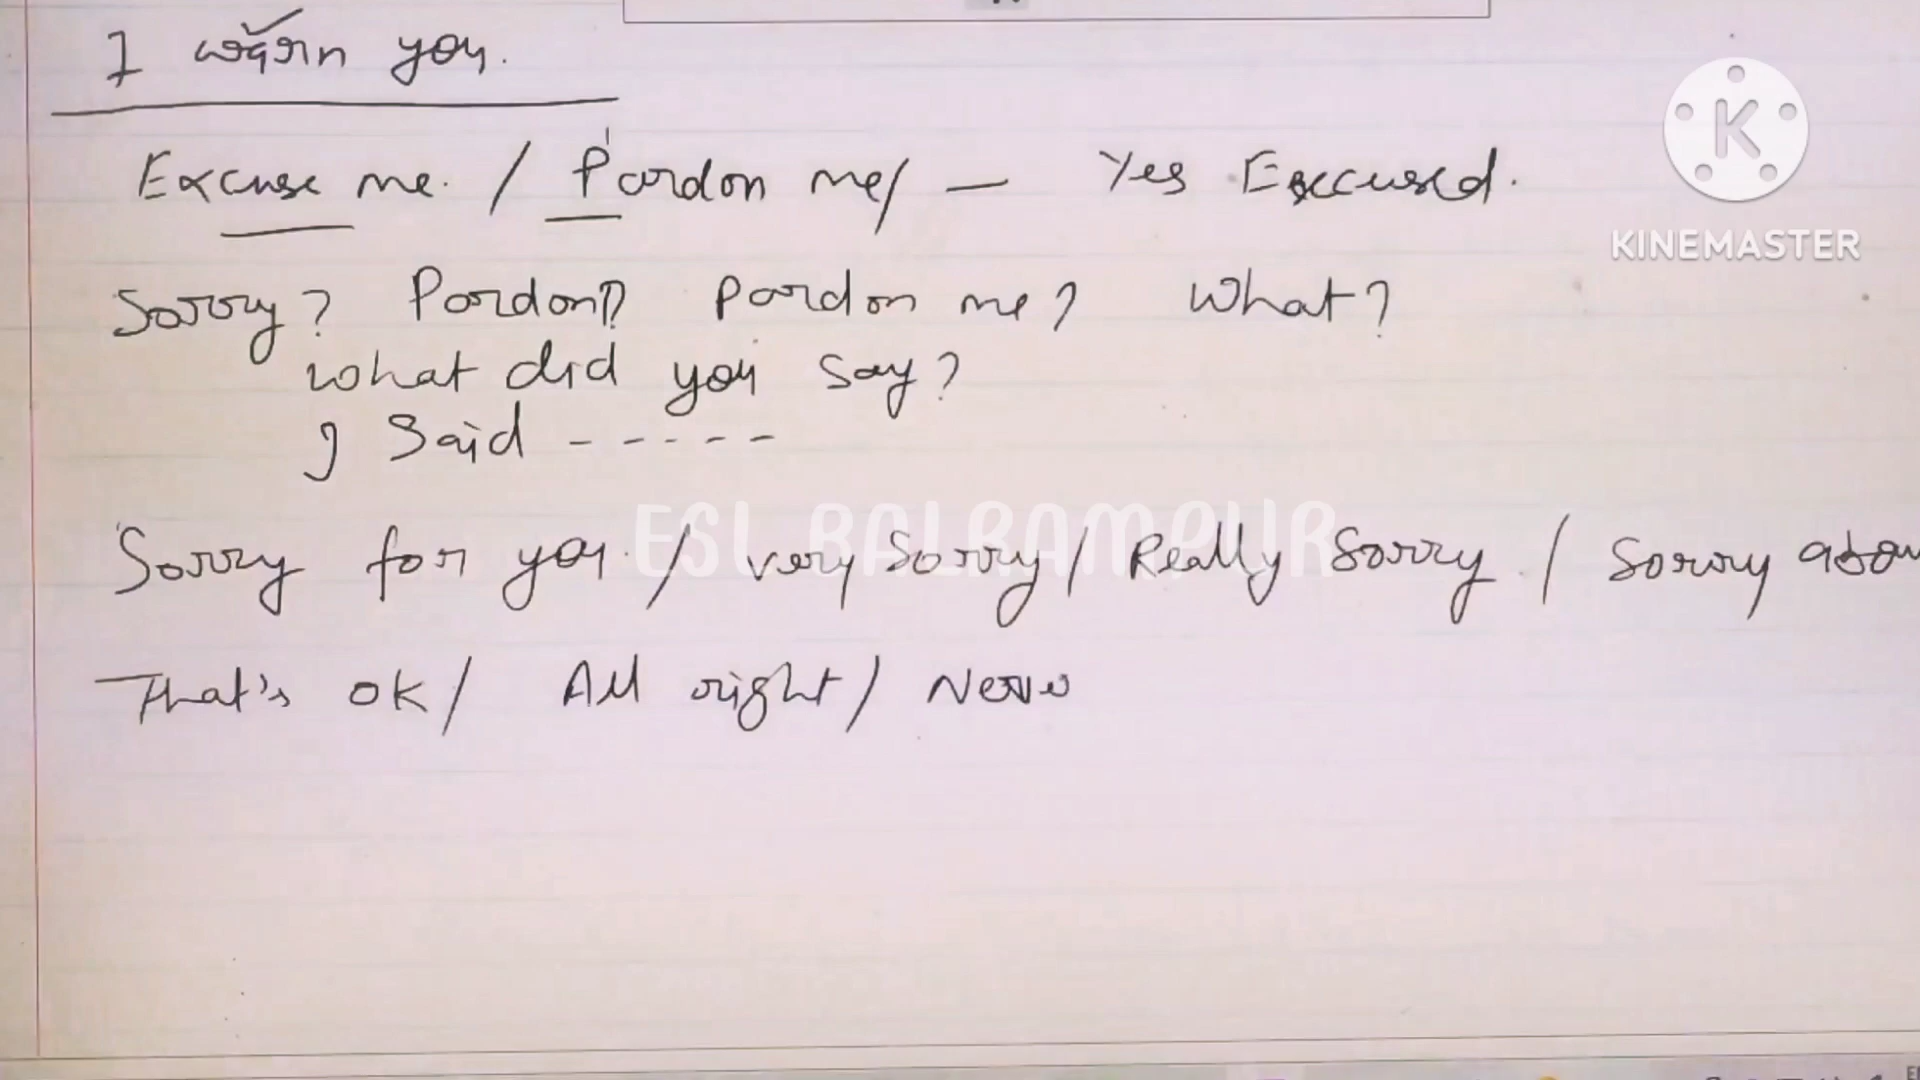 I warn you.
Excuse me. / Pardon me/ — Yes Excused.
KINEMASTER
Sorry? Pardon? Pardon me? What?
What did you say?
I Said - - - - -
ESL BALRAMPUR
Sorry for you. / very sorry/ Really Sorry. / Sorry
That's OK/ All right/ Neve